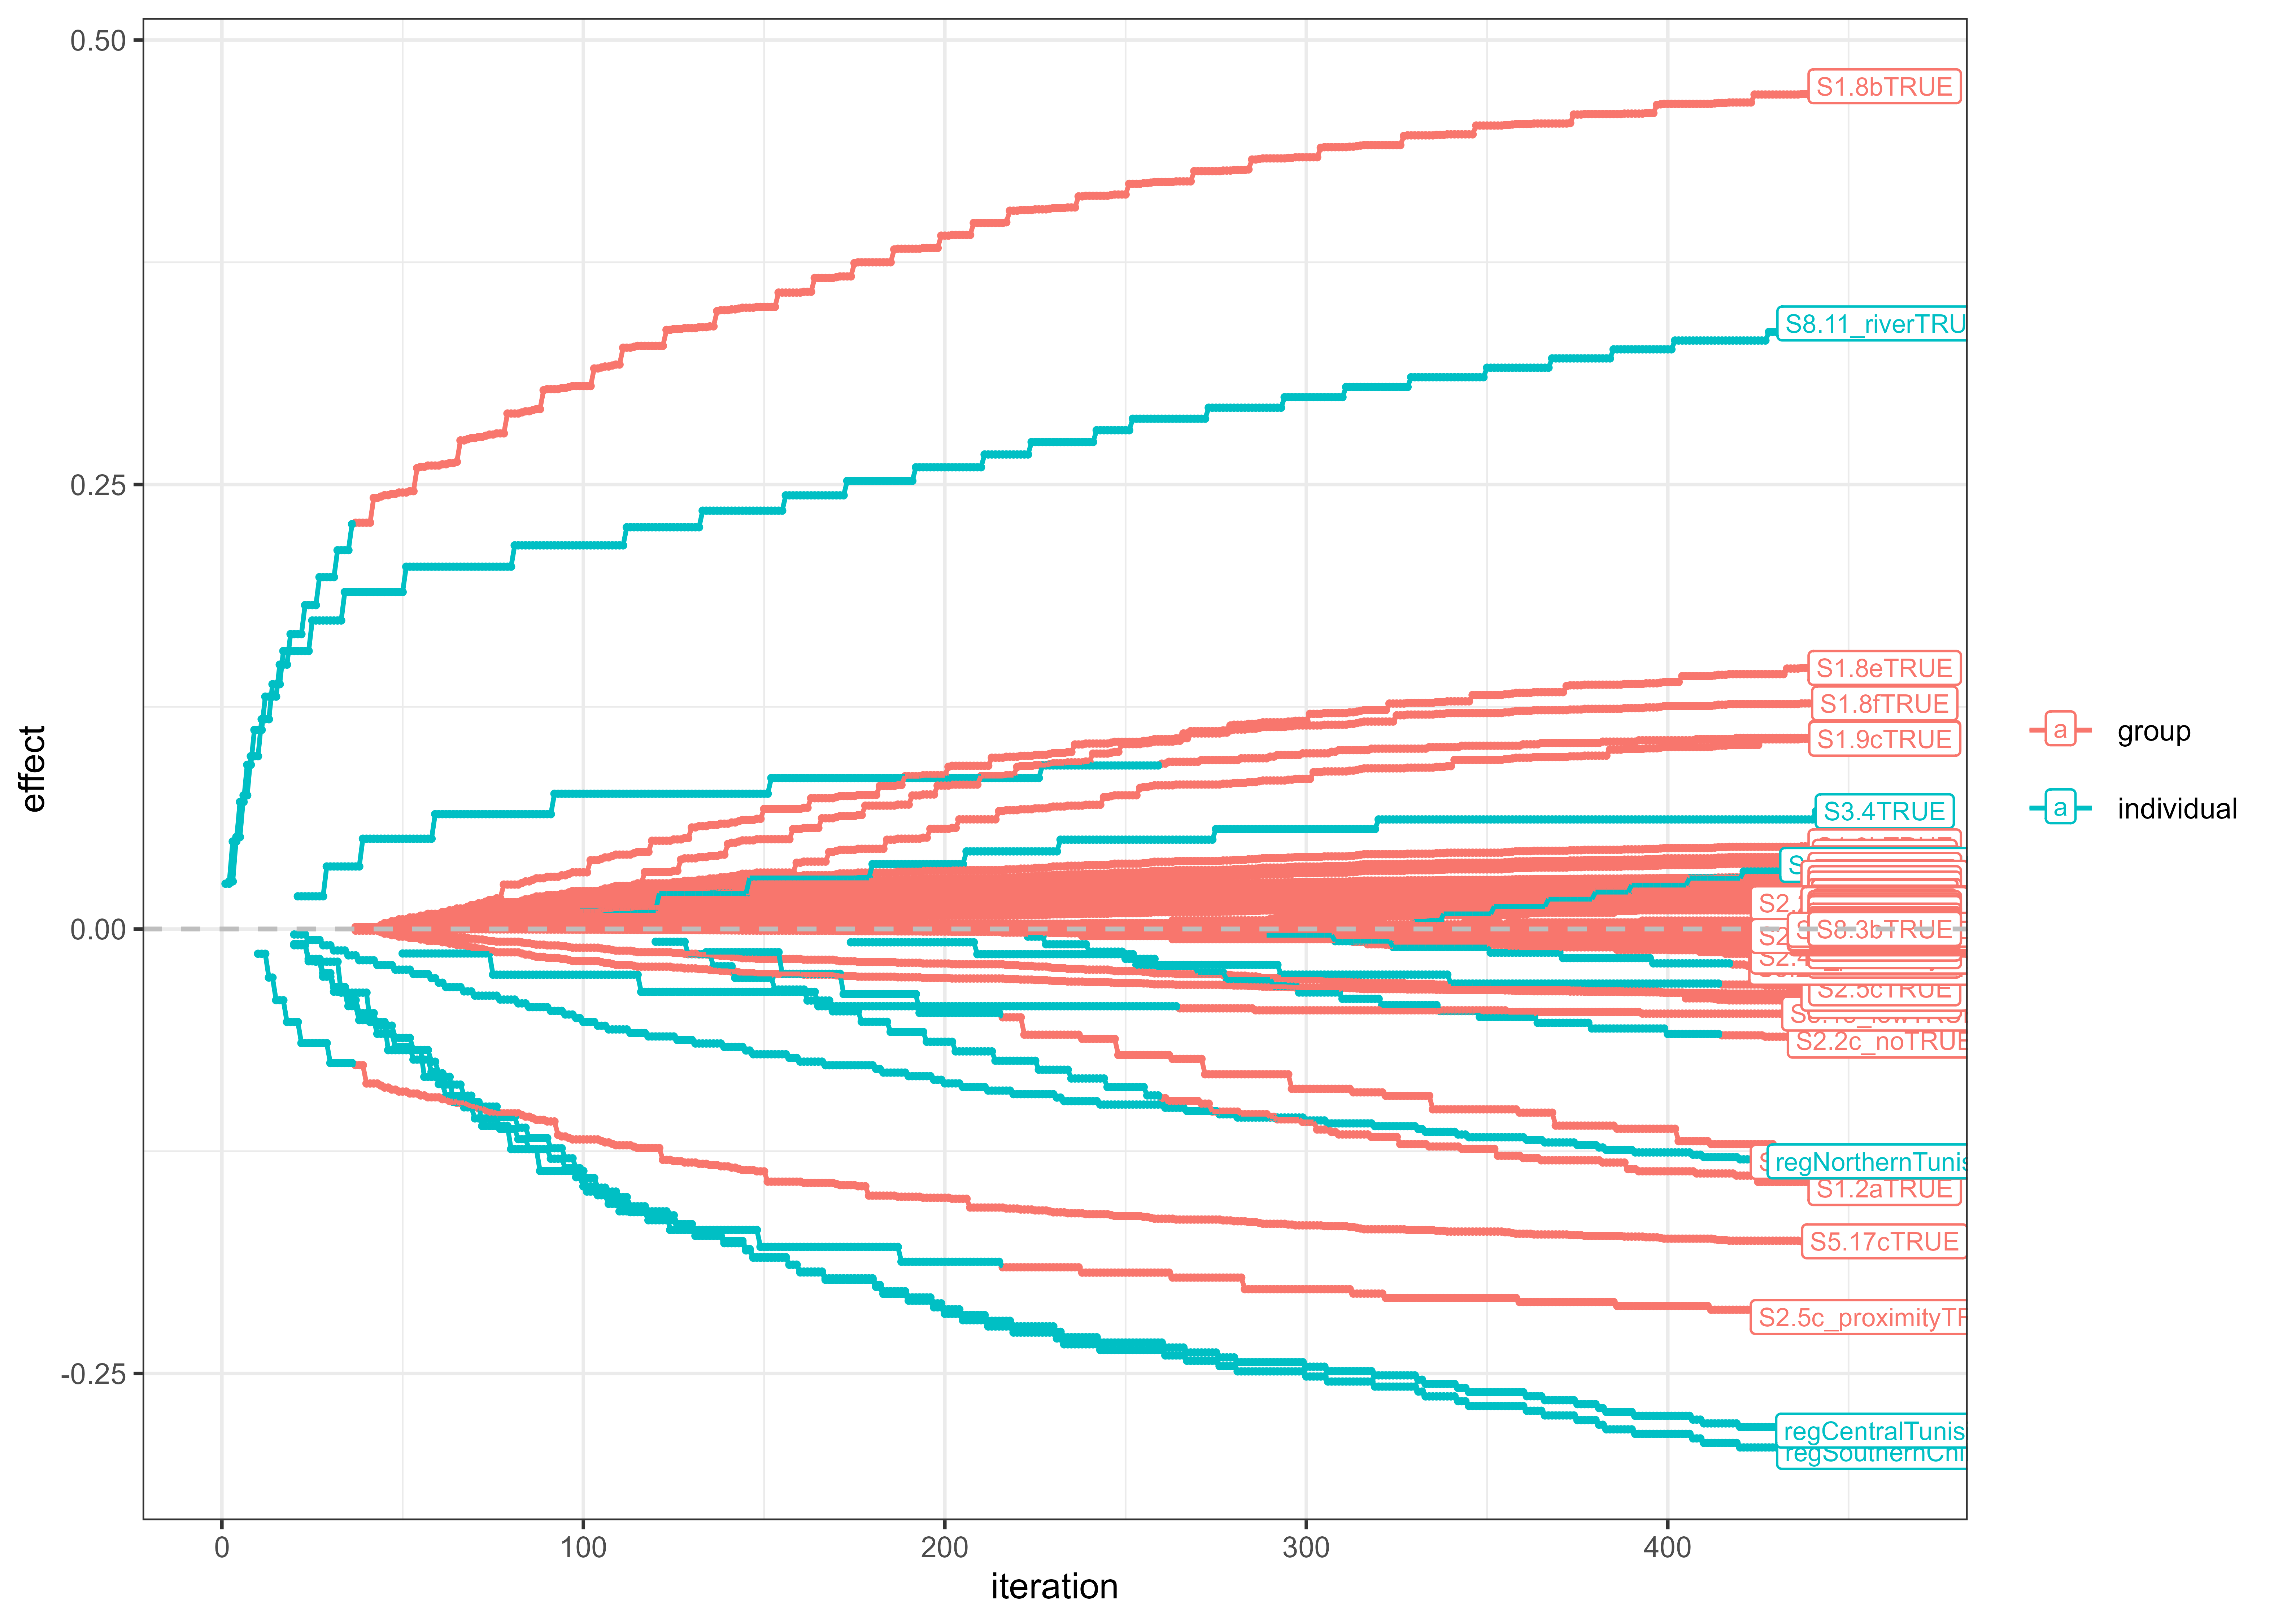 0.50
0.25
0.00
-0.25
effect
0
100
200
300
400
iteration
S1.8bTRUE
S8.11_riverTRU
S1.8eTRUE
S1.8fTRUE
S1.9cTRUE
S3.4TRUE
S8.3bTRUE
S2.5cTRUE
S2.2c_noTRUE
regNorthernTunis
S1.2aTRUE
S5.17cTRUE
S2.5c_proximityTR
regCentralTunis
a group
a individual